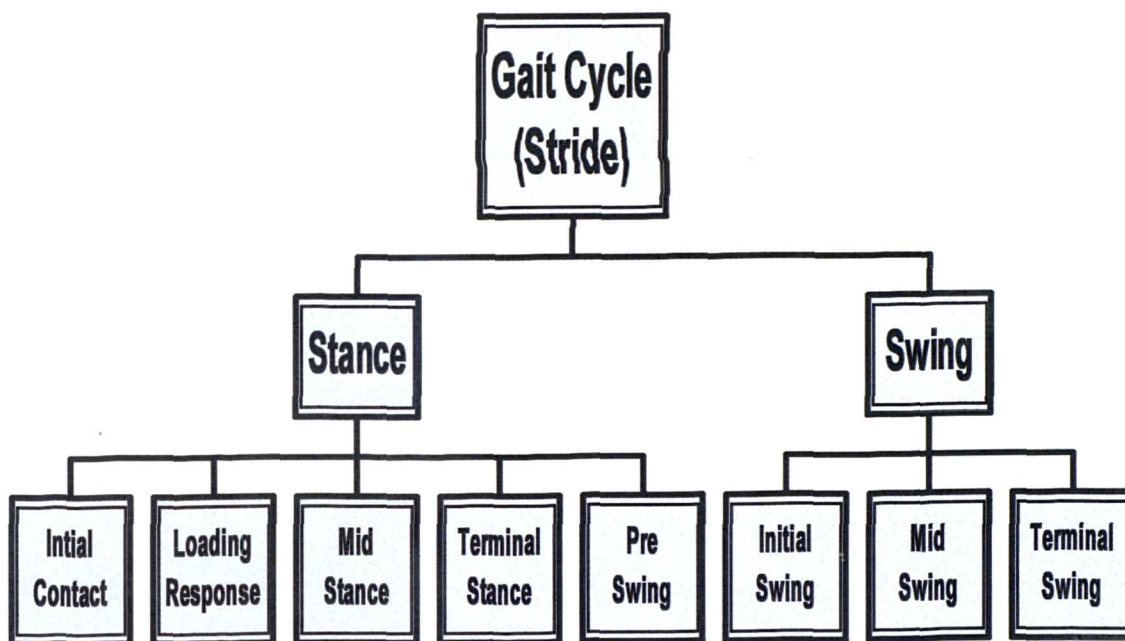 Gait Cycle
(Stride)
Stance
Swing
Intial
Contact
Loading
Response
Mid
Stance
Terminal
Stance
Pre
Swing
Initial
Swing
Mid
Swing
Terminal
Swing